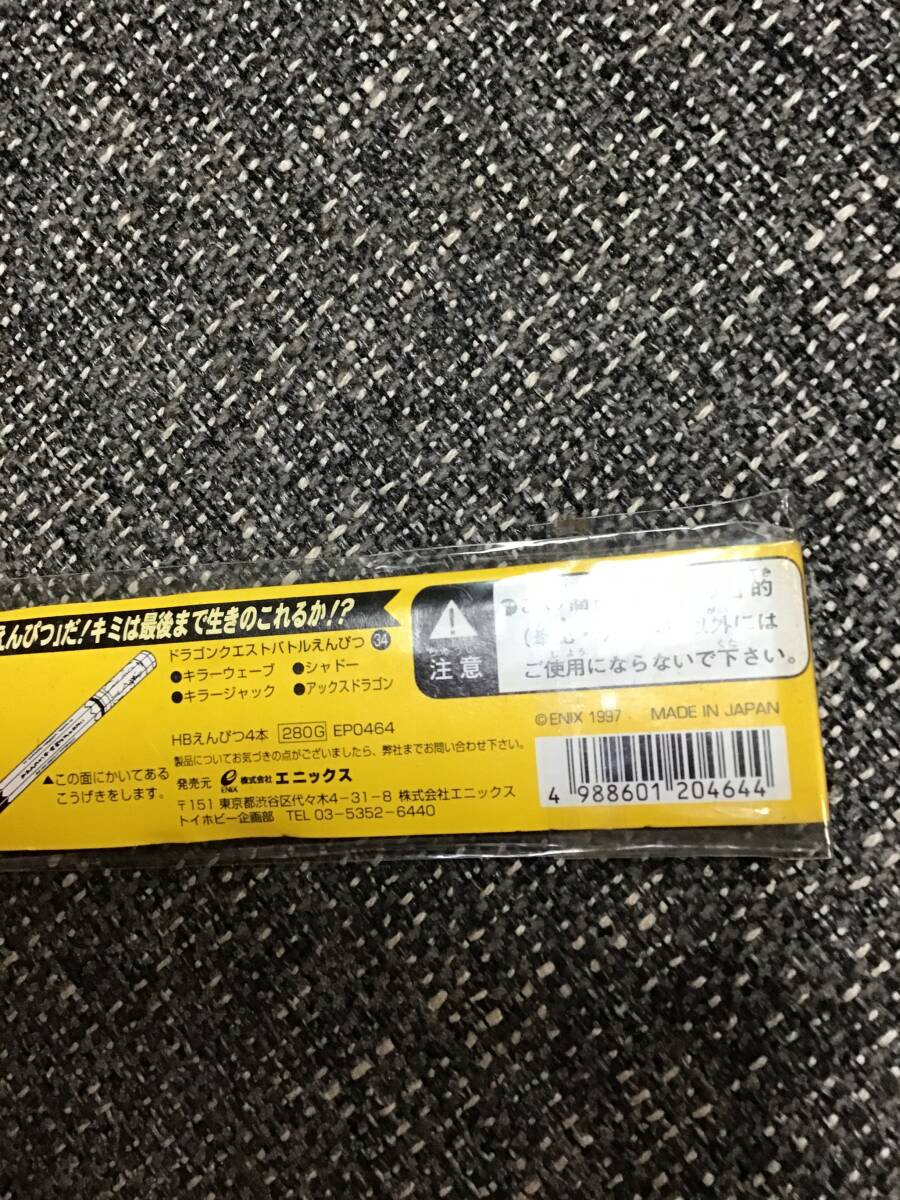 えんぴつ」だ!キミは最後まで生きのこれるか!?
ドラゴンクエストバトルえんぴつ 34
●キラーウェーブ ●シャドー
●キラージャック ●アックスドラゴン
▲この面にかいてある
こうげきをします。
HBえんぴつ4本 280G EP0464
製品についてお気づきの点がございましたら、弊社までお問い合わせ下さい。
発売元 ENIX 株式会社 エニックス
〒151 東京都渋谷区代々木4-31-8 株式会社エニックス
トイホビー企画部 TEL 03-5352-6440
注意
的
には
ご使用にならないで下さい。
©ENIX 1997 MADE IN JAPAN
4 988601 204644